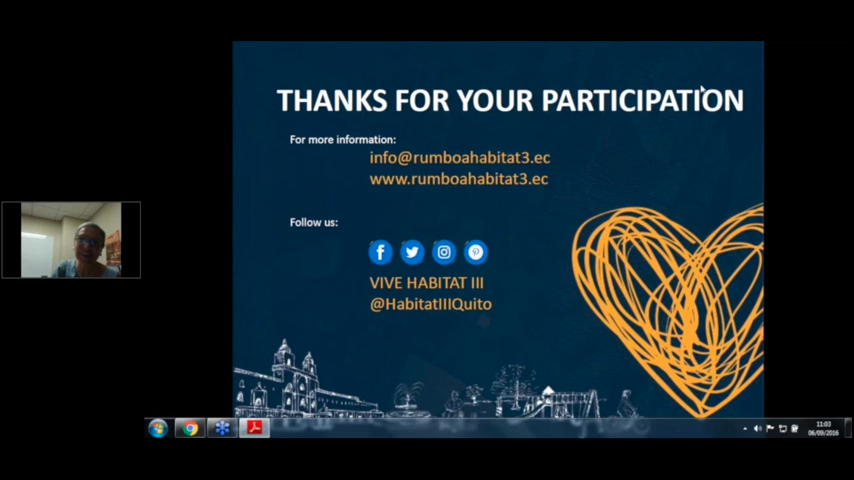 THANKS FOR YOUR PARTICIPATION
For more information:
info@rumboahabitat3.ec
www.rumboahabitat3.ec
Follow us:
VIVE HABITAT III
@HabitatIIIQuito
11:03
06/09/2016